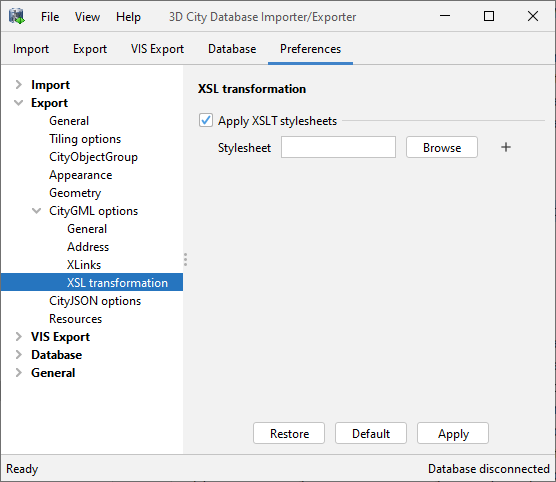 File View Help 3D City Database Importer/Exporter
Import Export VIS Export Database Preferences
Import
Export
General
Tiling options
CityObjectGroup
Appearance
Geometry
CityGML options
General
Address
XLinks
XSL transformation
CityJSON options
Resources
VIS Export
Database
General
XSL transformation
Apply XSLT stylesheets
Stylesheet Browse +
Restore Default Apply
Ready Database disconnected